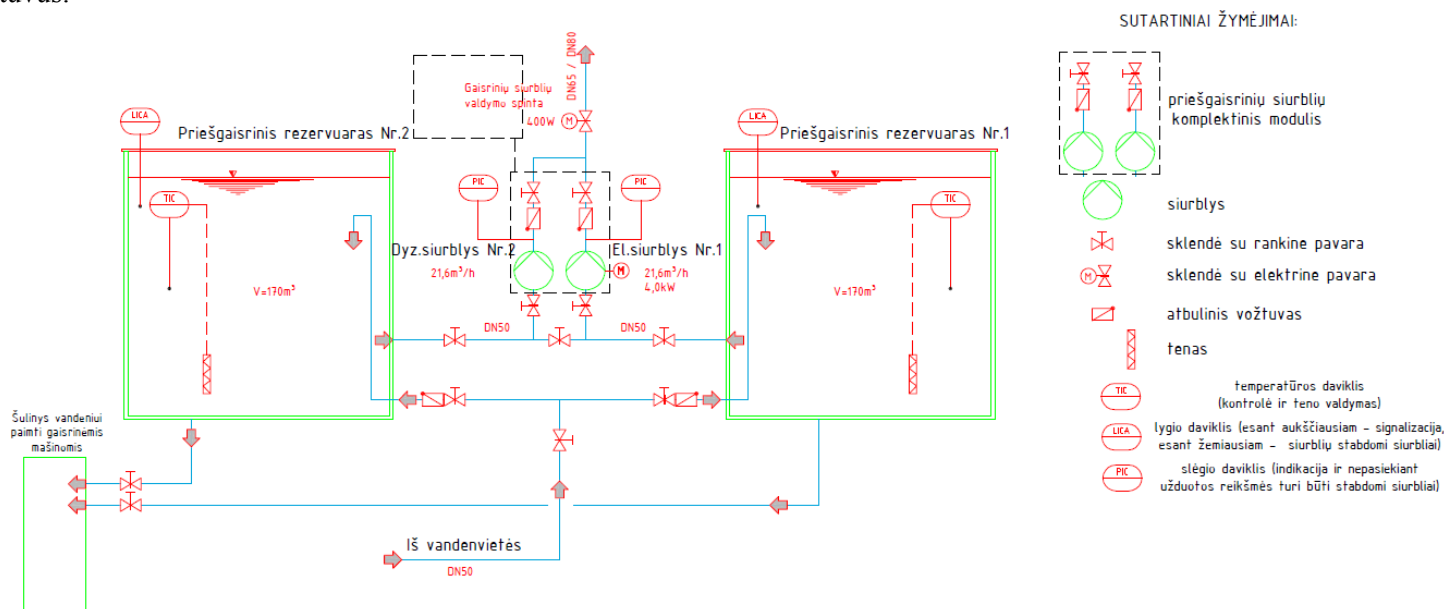 SUTARTINIAI ŽYMĖJIMAI:
DN65 / DN80
Gaisrinių siurblių
valdymo spinta
400W
M
LICA
Priešgaisrinis rezervuaras Nr.2
LICA
Priešgaisrinis rezervuaras Nr.1
priešgaisrinių siurblių
komplektinis modulis
TIC
PIC
PIC
TIC
siurblys
Dyz.siurblys Nr.2
El.siurblys Nr.1
21,6m³/h
M
21,6m³/h
4,0kW
sklendė su rankine pavara
M
sklendė su elektrine pavara
V=170m³
V=170m³
atbulinis vožtuvas
DN50
DN50
tenas
TIC
temperatūros daviklis
(kontrolė ir teno valdymas)
Šulinys vandeniui
paimti gaisrinėmis
mašinomis
LICA
lygio daviklis (esant aukščiausiam - signalizacija,
esant žemiausiam - siurblių stabdomi siurbliai)
PIC
slėgio daviklis (indikacija ir nepasiekiant
užduotos reikšmės turi būti stabdomi siurbliai)
Iš vandenvietės
DN50